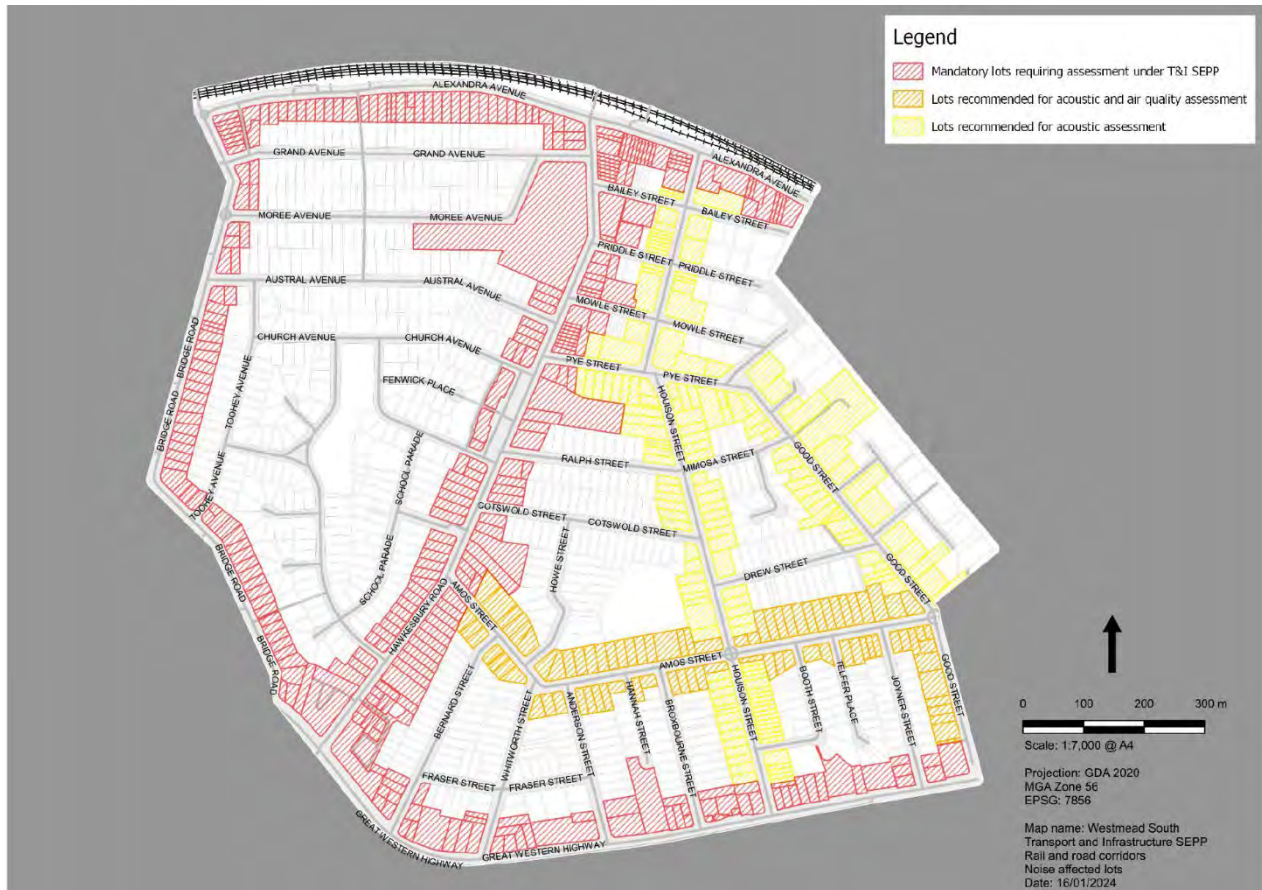 Legend
Mandatory lots requiring assessment under T&I SEPP
Lots recommended for acoustic and air quality assessment
Lots recommended for acoustic assessment
ALEXANDRA AVENUE
GRAND AVENUE
GRAND AVENUE
ALEXANDRA AVENUE
BAILEY STREET
BAILEY STREET
MOREE AVENUE
MOREE AVENUE
PRIDDLE STREET
PRIDDLE STREET
AUSTRAL AVENUE
AUSTRAL AVENUE
MOWLE STREET
MOWLE STREET
BRIDGE ROAD
CHURCH AVENUE
CHURCH AVENUE
PYE STREET
PYE STREET
FENWICK PLACE
TOOHEY AVENUE
BRIDGE ROAD
HOUISON STREET
GOOD STREET
RALPH STREET
MIMOSA STREET
SCHOOL PARADE
TOOHEY AVENUE
COTSWOLD STREET
COTSWOLD STREET
HOWE STREET
BRIDGE ROAD
SCHOOL PARADE
HAWKESBURY ROAD
AMOS STREET
DREW STREET
GOOD STREET
BRIDGE ROAD
AMOS STREET
BERNARD STREET
WHITWORTH STREET
ANDERSON STREET
HANNAH STREET
BROXBOURNE STREET
HOUISON STREET
BOOTH STREET
TELFER PLACE
JOYNER STREET
GOOD STREET
FRASER STREET
FRASER STREET
GREAT WESTERN HIGHWAY
GREAT WESTERN HIGHWAY
0 100 200 300 m
Scale: 1:7,000 @ A4
Projection: GDA 2020
MGA Zone 56
EPSG: 7856
Map name: Westmead South
Transport and Infrastructure SEPP
Rail and road corridors
Noise affected lots
Date: 16/01/2024